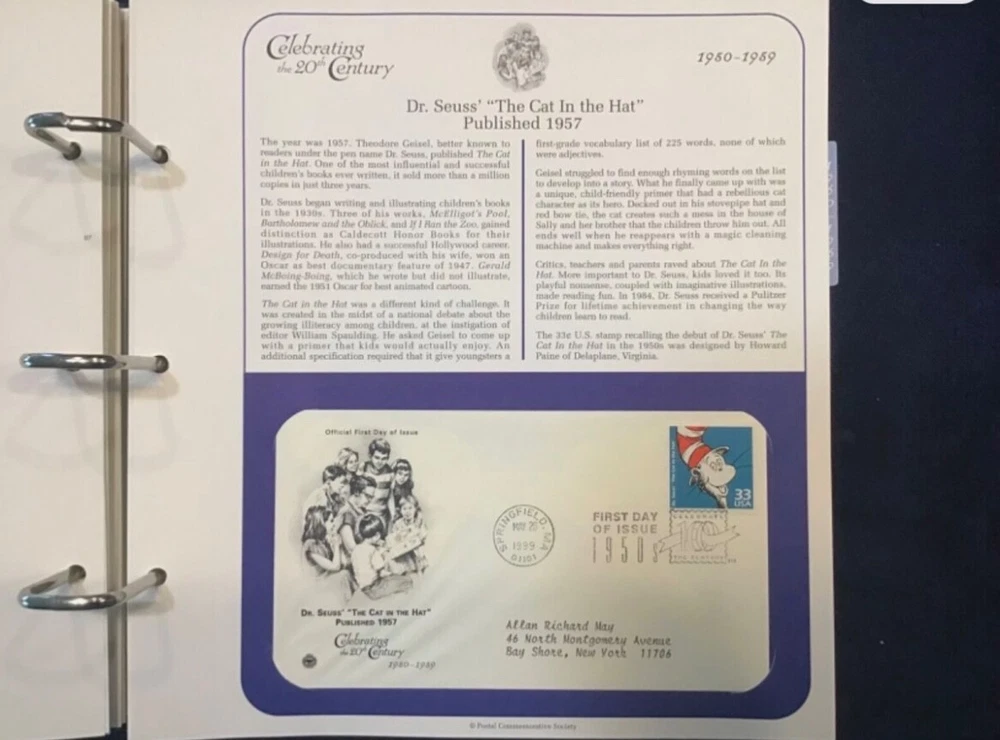 Celebrating
the 20th Century
1950-1959
Dr. Seuss' "The Cat In the Hat"
Published 1957
The year was 1957. Theodore Geisel, better known to
readers under the pen name Dr. Seuss, published The Cat
in the Hat. One of the most influential and successful
children's books ever written, it sold more than a million
copies in just three years.
Dr. Seuss began writing and illustrating children's books
in the 1930s. Three of his works, McElligot's Pool,
Bartholomew and the Oblick, and If I Ran the Zoo, gained
distinction as Caldecott Honor Books for their
illustrations. He also had a successful Hollywood career.
Design for Death, co-produced with his wife, won an
Oscar as best documentary feature of 1947. Gerald
McBoing-Boing, which he wrote but did not illustrate,
earned the 1951 Oscar for best animated cartoon.
The Cat in the Hat was a different kind of challenge. It
was created in the midst of a national debate about the
growing illiteracy among children, at the instigation of
editor William Spaulding. He asked Geisel to come up
with a primer that kids would actually enjoy. An
additional specification required that it give youngsters a
first-grade vocabulary list of 225 words, none of which
were adjectives.
Geisel struggled to find enough rhyming words on the list
to develop into a story. What he finally came up with was
a unique, child-friendly primer that had a rebellious cat
character as its hero. Decked out in his stovepipe hat and
red bow tie, the cat creates such a mess in the house of
Sally and her brother that the children throw him out. All
ends well when he reappears with a magic cleaning
machine and makes everything right.
Critics, teachers and parents raved about The Cat In the
Hat. More important to Dr. Seuss, kids loved it too. Its
playful nonsense, coupled with imaginative illustrations,
made reading fun. In 1984, Dr. Seuss received a Pulitzer
Prize for lifetime achievement in changing the way
children learn to read.
The 33¢ U.S. stamp recalling the debut of Dr. Seuss' The
Cat In the Hat in the 1950s was designed by Howard
Paine of Delaplane, Virginia.
Official First Day of Issue
33
USA
SPRINGFIELD, MA
MAY 26
1999
01101
FIRST DAY
OF ISSUE
1950s
CELEBRATE
THE CENTURY
Dr. Seuss' "The Cat in the Hat"
Published 1957
Celebrating
the 20th Century
1950-1959
Allan Richard May
46 North Montgomery Avenue
Bay Shore, New York 11706
© Postal Commemorative Society